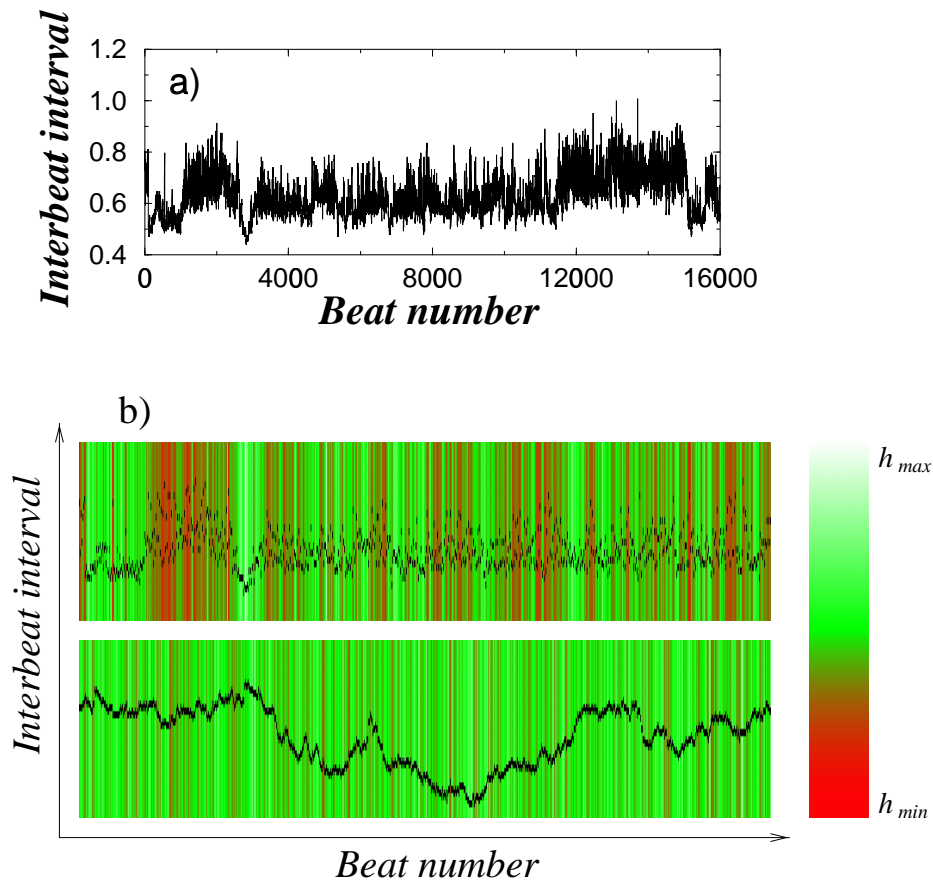 Interbeat interval
1.2
1.0
0.8
0.6
0.4
a)
0 4000 8000 12000 16000
Beat number
b)
Interbeat interval
h max
h min
Beat number